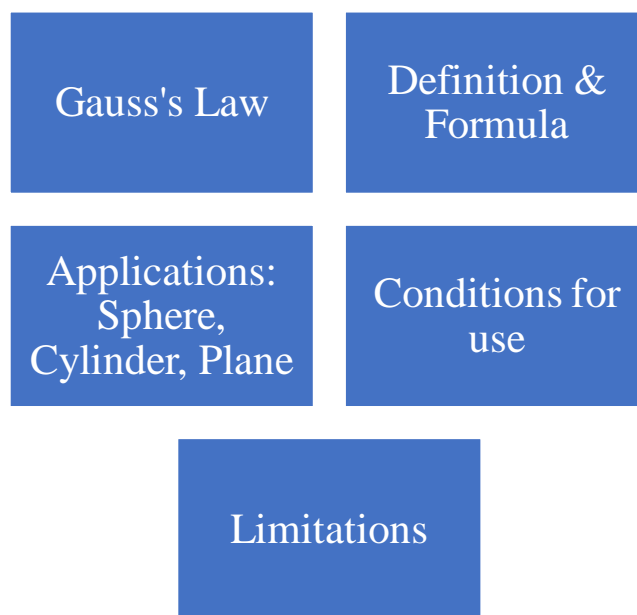 Gauss's Law
Definition &
Formula
Applications:
Sphere,
Cylinder, Plane
Conditions for
use
Limitations